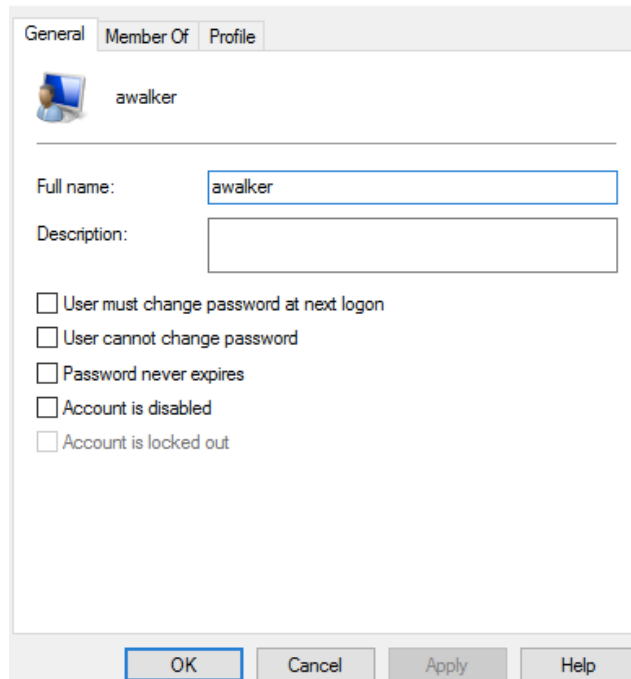 General Member Of Profile
awalker
Full name: awalker
Description:
User must change password at next logon
User cannot change password
Password never expires
Account is disabled
Account is locked out
OK Cancel Apply Help